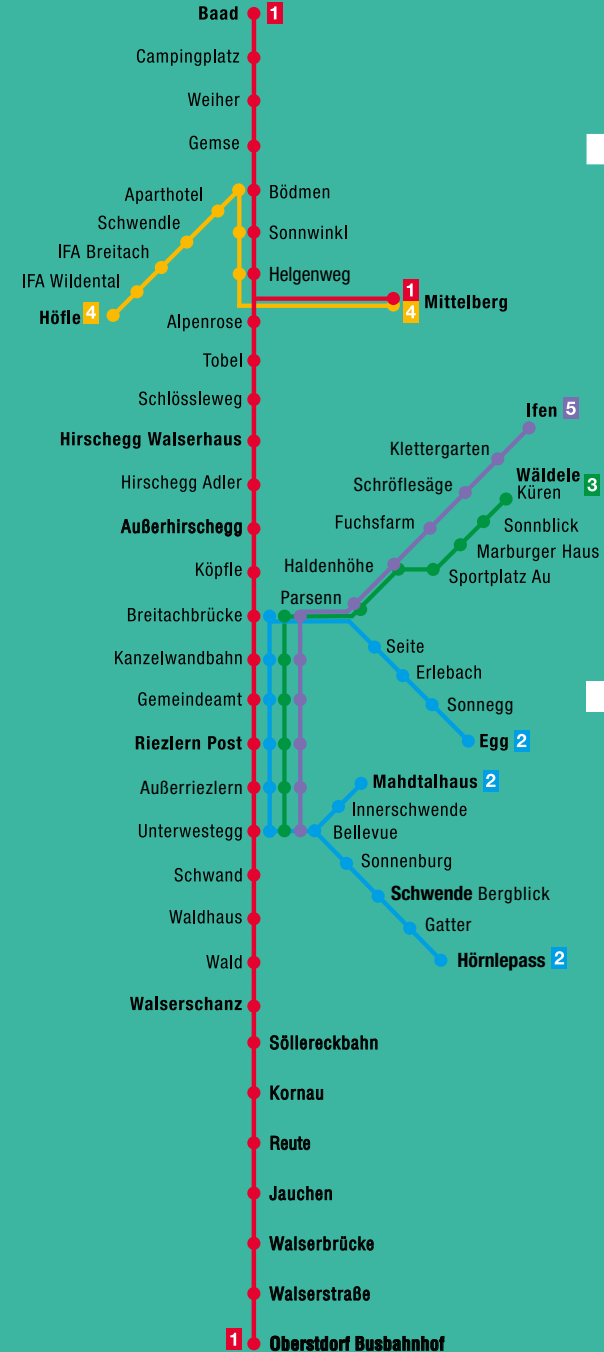 Baad 1
Campingplatz
Weiher
Gemse
Aparthotel
Bödmen
Schwendle
Sonnwinkl
IFA Breitach
IFA Wildental
Helgenweg
Höfle 4
1
4 Mittelberg
Alpenrose
Tobel
Schlössleweg
Hirschegg Walserhaus
Hirschegg Adler
Außerhirschegg
Köpfle
Breitachbrücke
Kanzelwandbahn
Gemeindeamt
Riezlern Post
Außerriezlern
Unterwestegg
Ifen 5
Klettergarten
Schröflesäge
Fuchsfarm
Haldenhöhe
Parsenn
Wäldele 3
Küren
Sonnblick
Marburger Haus
Sportplatz Au
Seite
Erlebach
Sonnegg
Egg 2
Mahdtalhaus 2
Innerschwende
Bellevue
Sonnenburg
Schwende Bergblick
Gatter
Hörnlepass 2
Schwand
Waldhaus
Wald
Walserschanz
Söllereckbahn
Kornau
Reute
Jauchen
Walserbrücke
Walserstraße
1 Oberstdorf Busbahnhof